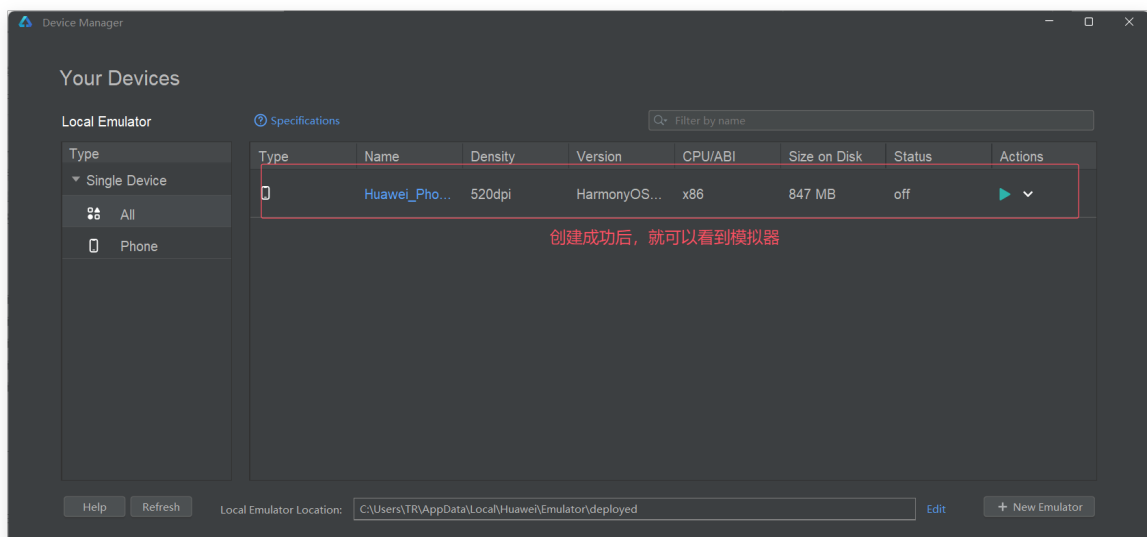 Device Manager
Your Devices
Local Emulator
Specifications
Filter by name
Type
Single Device
All
Phone
Type Name Density Version CPU/ABI Size on Disk Status Actions
Huawei_Pho... 520dpi HarmonyOS... x86 847 MB off
创建成功后，就可以看到模拟器
Help Refresh Local Emulator Location: C:\Users\TR\AppData\Local\Huawei\Emulator\deployed Edit + New Emulator